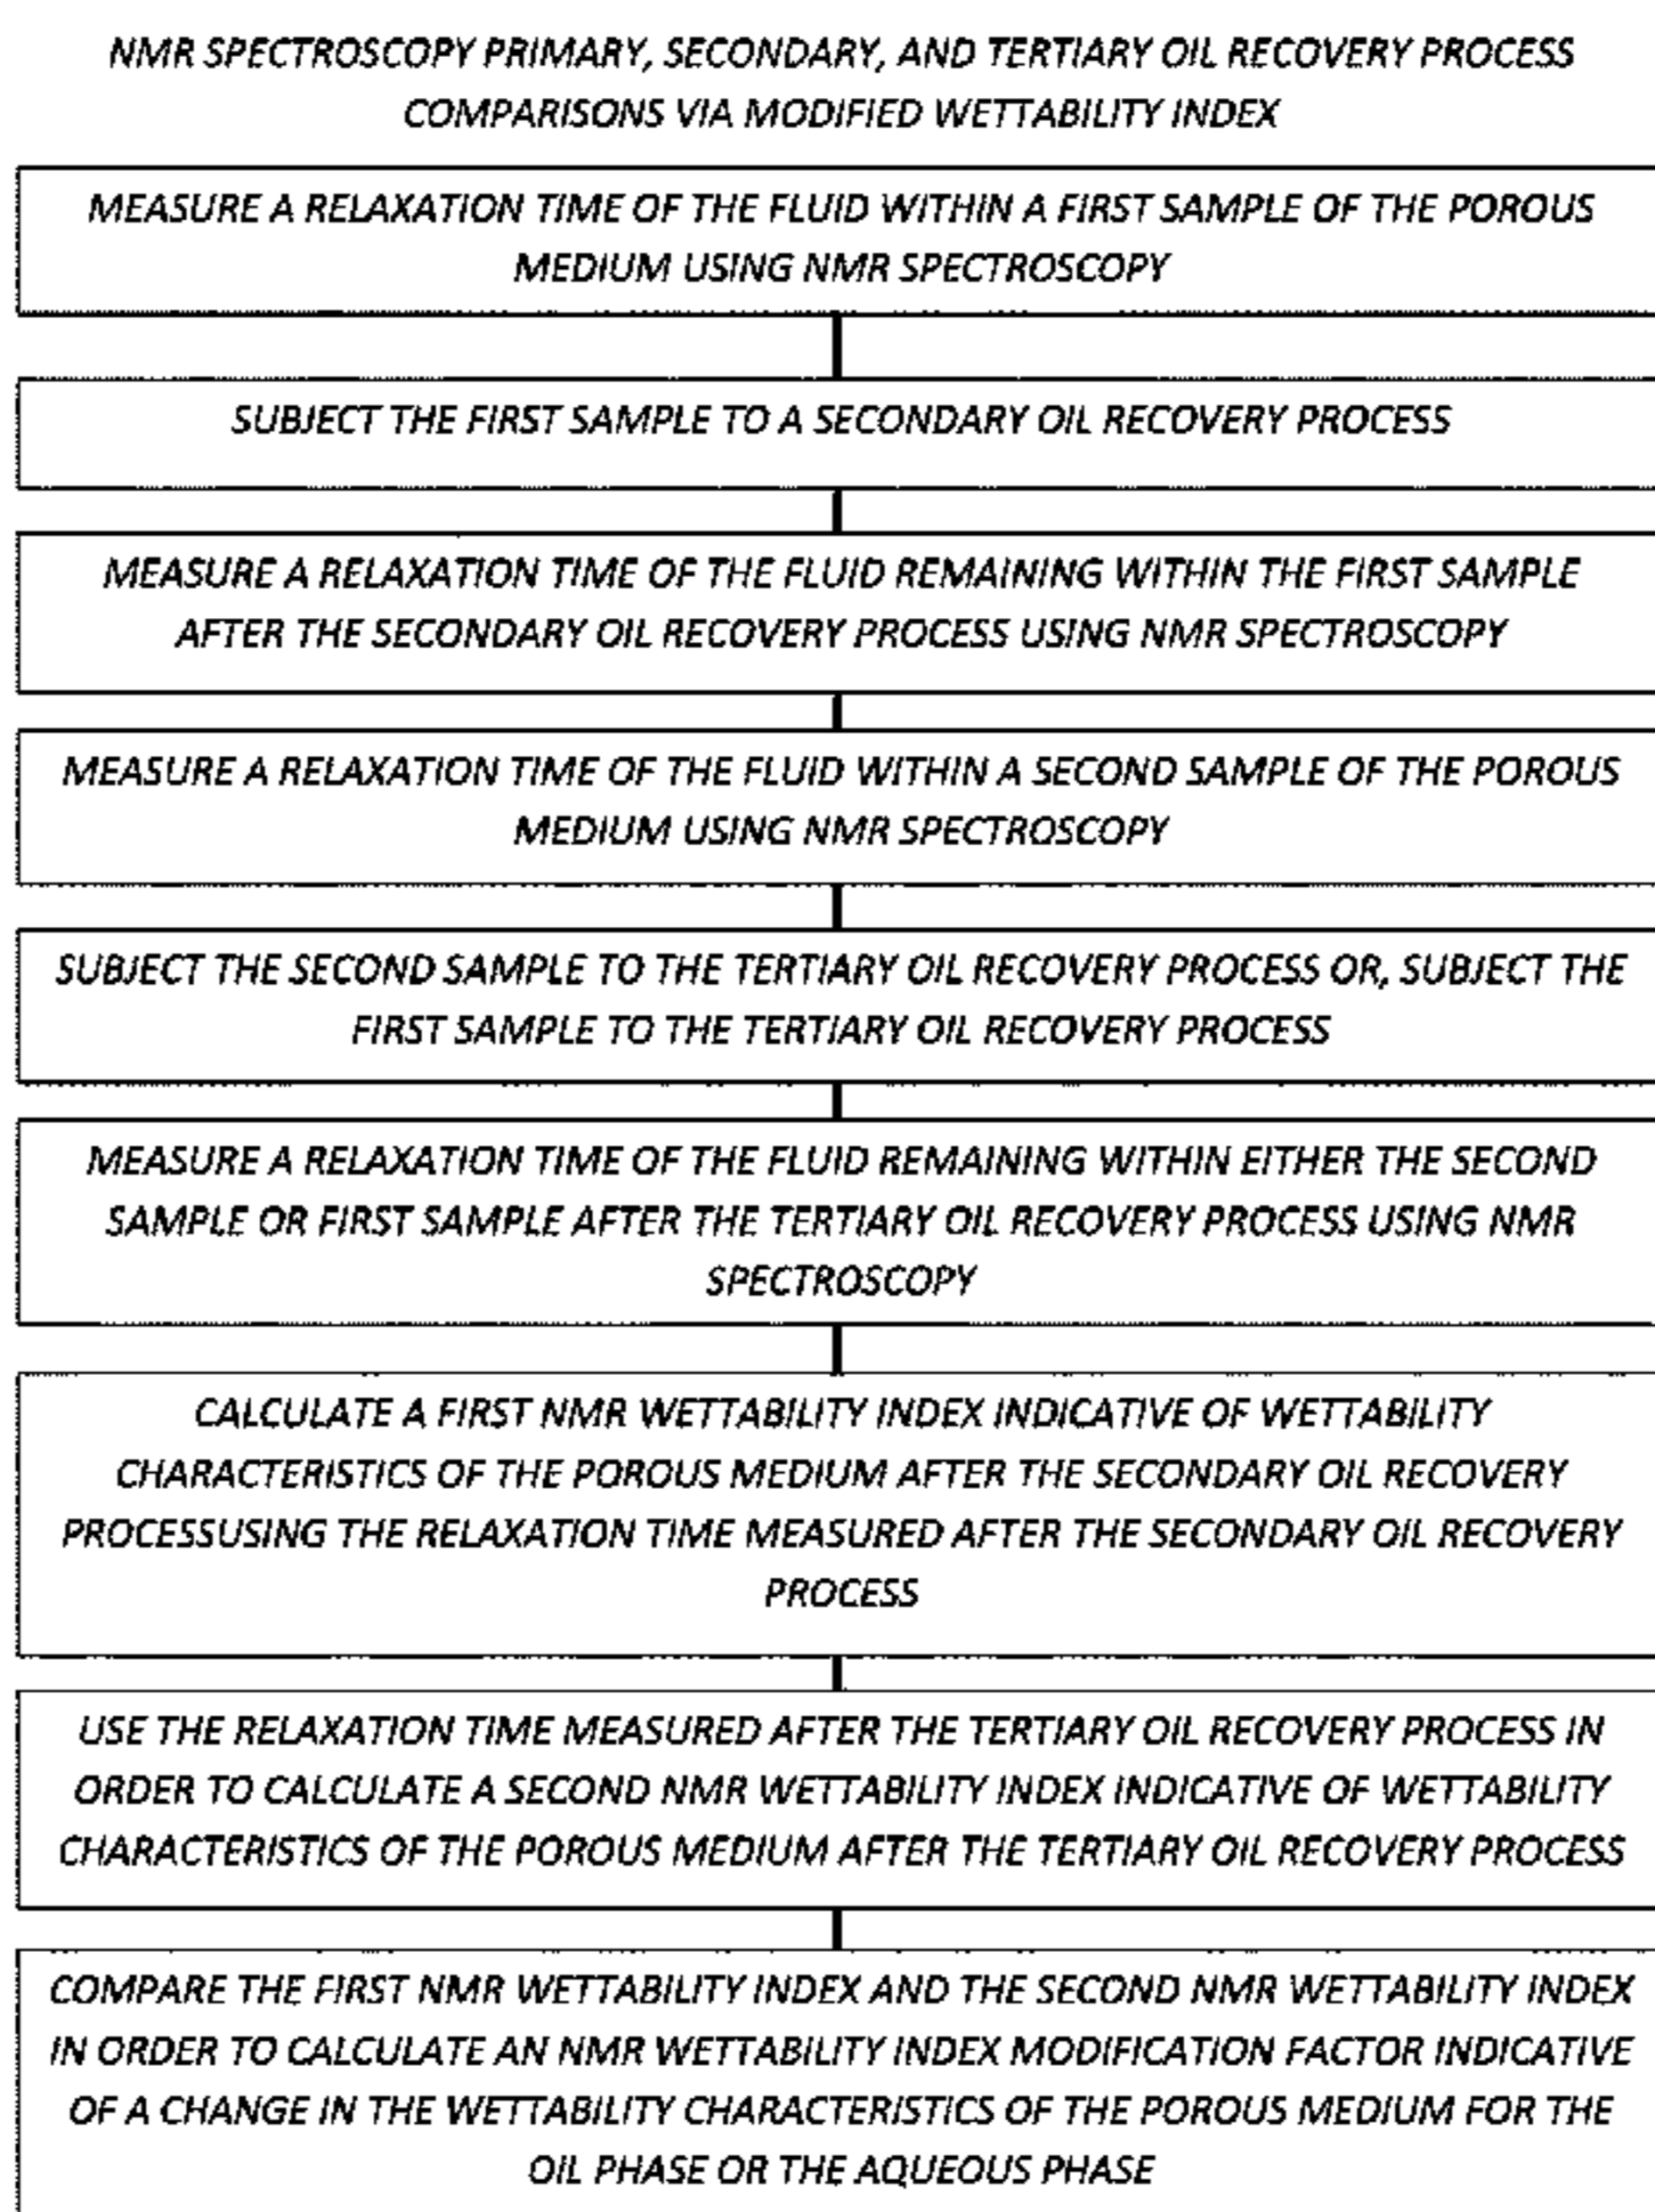 NMR SPECTROSCOPY PRIMARY, SECONDARY, AND TERTIARY OIL RECOVERY PROCESS
COMPARISONS VIA MODIFIED WETTABILITY INDEX
MEASURE A RELAXATION TIME OF THE FLUID WITHIN A FIRST SAMPLE OF THE POROUS
MEDIUM USING NMR SPECTROSCOPY
SUBJECT THE FIRST SAMPLE TO A SECONDARY OIL RECOVERY PROCESS
MEASURE A RELAXATION TIME OF THE FLUID REMAINING WITHIN THE FIRST SAMPLE
AFTER THE SECONDARY OIL RECOVERY PROCESS USING NMR SPECTROSCOPY
MEASURE A RELAXATION TIME OF THE FLUID WITHIN A SECOND SAMPLE OF THE POROUS
MEDIUM USING NMR SPECTROSCOPY
SUBJECT THE SECOND SAMPLE TO THE TERTIARY OIL RECOVERY PROCESS OR, SUBJECT THE
FIRST SAMPLE TO THE TERTIARY OIL RECOVERY PROCESS
MEASURE A RELAXATION TIME OF THE FLUID REMAINING WITHIN EITHER THE SECOND
SAMPLE OR FIRST SAMPLE AFTER THE TERTIARY OIL RECOVERY PROCESS USING NMR
SPECTROSCOPY
CALCULATE A FIRST NMR WETTABILITY INDEX INDICATIVE OF WETTABILITY
CHARACTERISTICS OF THE POROUS MEDIUM AFTER THE SECONDARY OIL RECOVERY
PROCESSUSING THE RELAXATION TIME MEASURED AFTER THE SECONDARY OIL RECOVERY
PROCESS
USE THE RELAXATION TIME MEASURED AFTER THE TERTIARY OIL RECOVERY PROCESS IN
ORDER TO CALCULATE A SECOND NMR WETTABILITY INDEX INDICATIVE OF WETTABILITY
CHARACTERISTICS OF THE POROUS MEDIUM AFTER THE TERTIARY OIL RECOVERY PROCESS
COMPARE THE FIRST NMR WETTABILITY INDEX AND THE SECOND NMR WETTABILITY INDEX
IN ORDER TO CALCULATE AN NMR WETTABILITY INDEX MODIFICATION FACTOR INDICATIVE
OF A CHANGE IN THE WETTABILITY CHARACTERISTICS OF THE POROUS MEDIUM FOR THE
OIL PHASE OR THE AQUEOUS PHASE